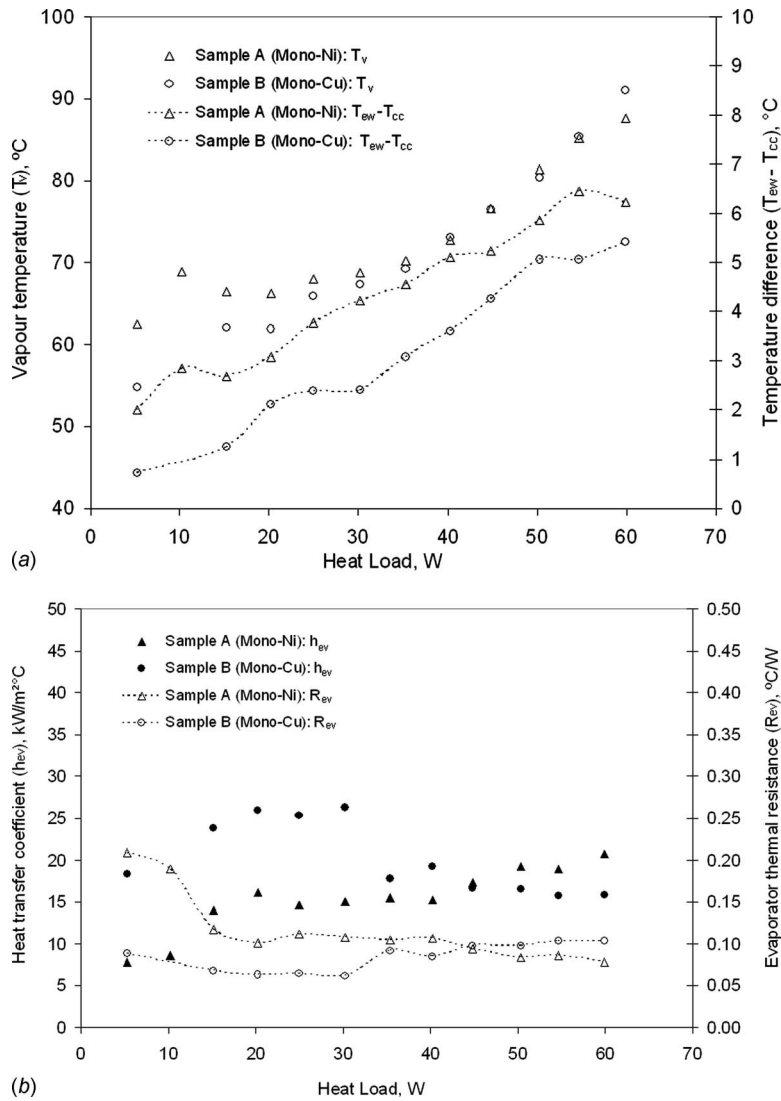 100
90
80
70
60
50
40
Vapour temperature (Tv), ºC
Sample A (Mono-Ni): Tv
Sample B (Mono-Cu): Tv
Sample A (Mono-Ni): Tew-Tcc
Sample B (Mono-Cu): Tew-Tcc
10
9
8
7
6
5
4
3
2
1
0
Temperature difference (Tew - Tcc), °C
0 10 20 30 40 50 60 70
Heat Load, W
(a)
50
45
40
35
30
25
20
15
10
5
0
Heat transfer coefficient (hev), kW/m²°C
Sample A (Mono-Ni): hev
Sample B (Mono-Cu): hev
Sample A (Mono-Ni): Rev
Sample B (Mono-Cu): Rev
0.50
0.45
0.40
0.35
0.30
0.25
0.20
0.15
0.10
0.05
0.00
Evaporator thermal resistance (Rev), ºC/W
0 10 20 30 40 50 60 70
Heat Load, W
(b)